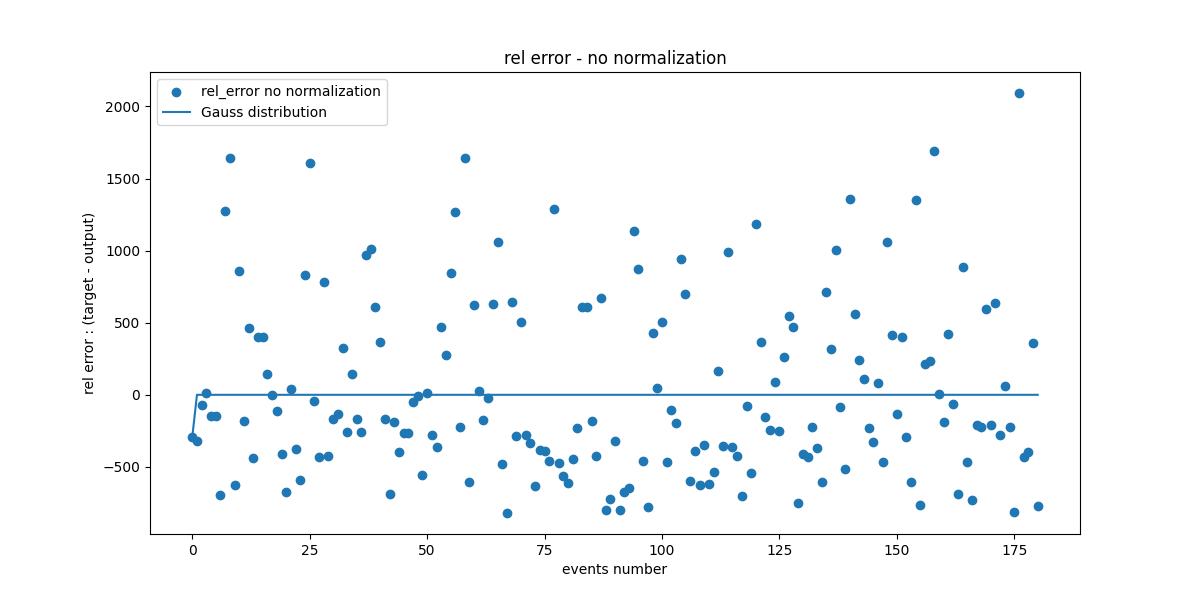 rel error - no normalization
rel_error no normalization
Gauss distribution
rel error : (target - output)
2000
1500
1000
500
0
−500
0 25 50 75 100 125 150 175
events number